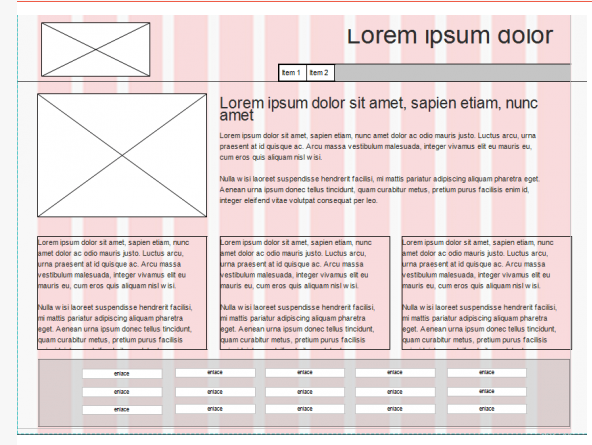 Lorem ipsum dolor
Item 1 Item 2
Lorem ipsum dolor sit amet, sapien etiam, nunc
amet
Lorem ipsum dolor sit amet, sapien etiam, nunc amet dolor ac odio mauris justo. Luctus arcu, urna
praesent at id quisque ac. Arcu massa vestibulum malesuada, integer vivamus elit eu mauris eu,
cum eros quis aliquam nisl wisi.
Nulla wisi laoreet suspendisse hendrerit facilisi, mi mattis pariatur adipiscing aliquam pharetra eget.
Aenean urna ipsum donec tellus tincidunt, quam curabitur metus, pretium purus facilisis enim id,
integer eleifend vitae volutpat consequat per leo.
Lorem ipsum dolor sit amet, sapien etiam, nunc
amet dolor ac odio mauris justo. Luctus arcu,
urna praesent at id quisque ac. Arcu massa
vestibulum malesuada, integer vivamus elit eu
mauris eu, cum eros quis aliquam nisl wisi.
Nulla wisi laoreet suspendisse hendrerit facilisi,
mi mattis pariatur adipiscing aliquam pharetra
eget. Aenean urna ipsum donec tellus tincidunt,
quam curabitur metus, pretium purus facilisis
Lorem ipsum dolor sit amet, sapien etiam, nunc
amet dolor ac odio mauris justo. Luctus arcu,
urna praesent at id quisque ac. Arcu massa
vestibulum malesuada, integer vivamus elit eu
mauris eu, cum eros quis aliquam nisl wisi.
Nulla wisi laoreet suspendisse hendrerit facilisi,
mi mattis pariatur adipiscing aliquam pharetra
eget. Aenean urna ipsum donec tellus tincidunt,
quam curabitur metus, pretium purus facilisis
Lorem ipsum dolor sit amet, sapien etiam, nunc
amet dolor ac odio mauris justo. Luctus arcu,
urna praesent at id quisque ac. Arcu massa
vestibulum malesuada, integer vivamus elit eu
mauris eu, cum eros quis aliquam nisl wisi.
Nulla wisi laoreet suspendisse hendrerit facilisi,
mi mattis pariatur adipiscing aliquam pharetra
eget. Aenean urna ipsum donec tellus tincidunt,
quam curabitur metus, pretium purus facilisis
enlace enlace enlace enlace enlace
enlace enlace enlace enlace enlace
enlace enlace enlace enlace enlace